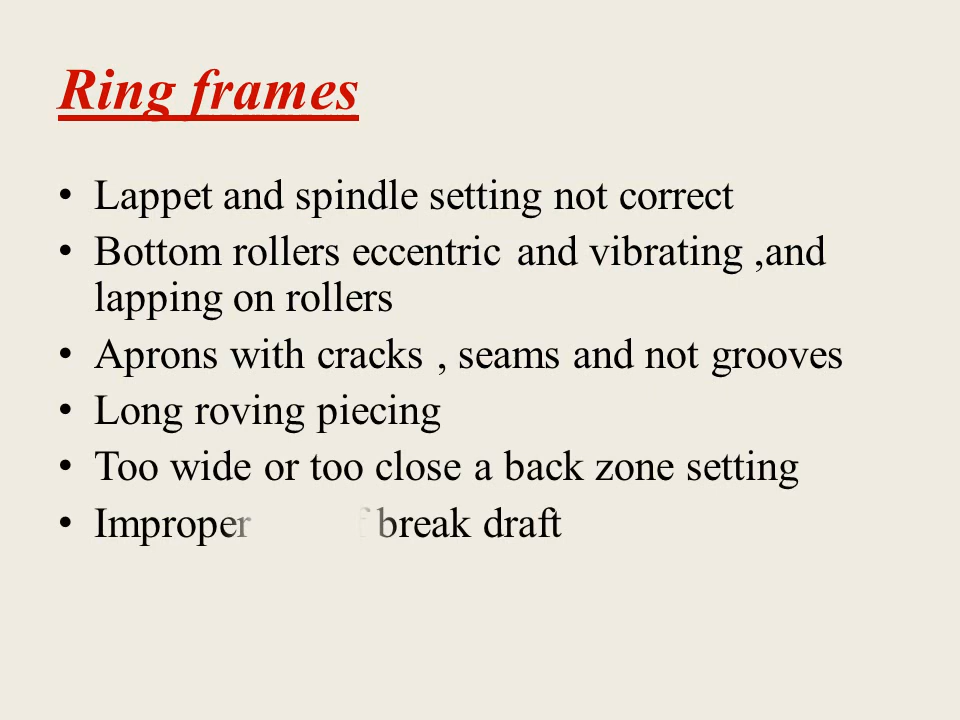 Ring frames
• Lappet and spindle setting not correct
• Bottom rollers eccentric and vibrating ,and
lapping on rollers
• Aprons with cracks , seams and not grooves
• Long roving piecing
• Too wide or too close a back zone setting
• Improper break draft